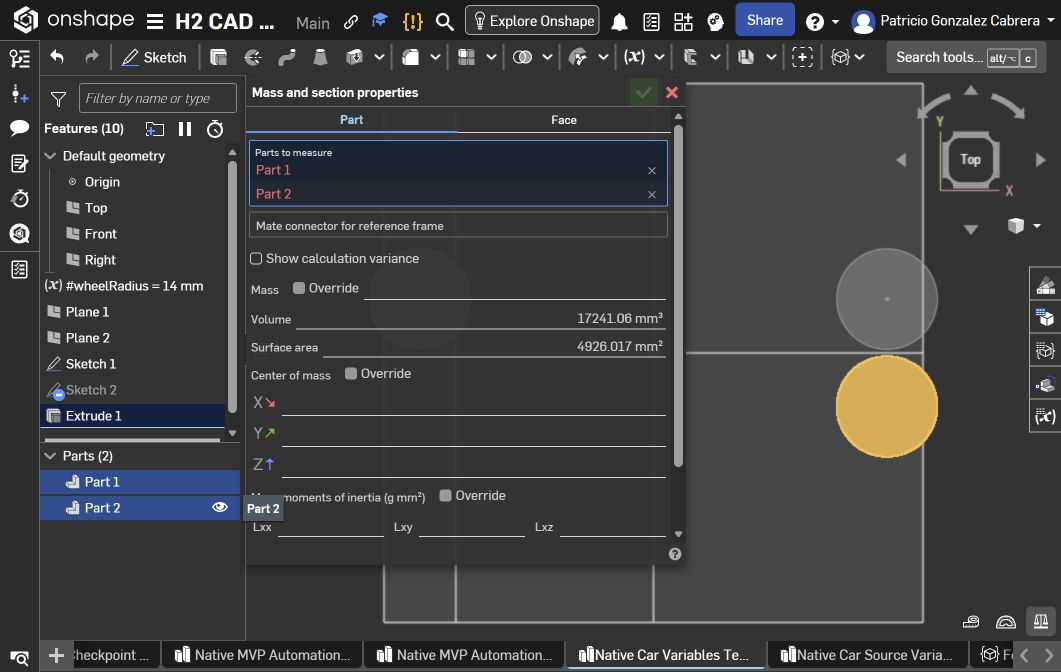 onshape
H2 CAD ...
Main
Explore Onshape
Share
Patricio Gonzalez Cabrera
Sketch
Search tools...
alt/⌥
c
Filter by name or type
Features (10)
Default geometry
Origin
Top
Front
Right
(x) #wheelRadius = 14 mm
Plane 1
Plane 2
Sketch 1
Sketch 2
Extrude 1
Parts (2)
Part 1
Part 2
Mass and section properties
Part
Face
Parts to measure
Part 1
Part 2
Mate connector for reference frame
Show calculation variance
Mass
Override
Volume
17241.06 mm³
Surface area
4926.017 mm²
Center of mass
Override
X
Y
Z
moments of inertia (g mm²)
Override
Part 2
Lxx
Lxy
Lxz
Y
Top
X
Checkpoint ...
Native MVP Automation...
Native MVP Automation...
Native Car Variables Te...
Native Car Source Varia...